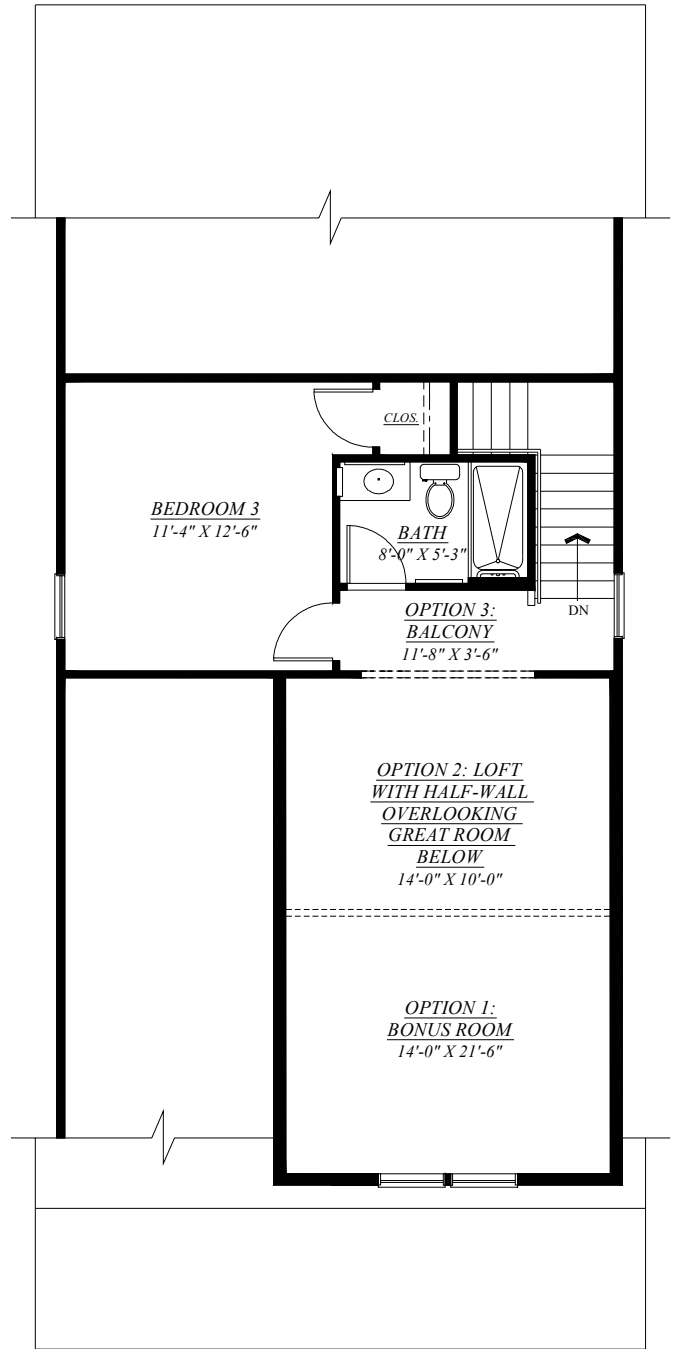 CLOS.
BEDROOM 3
11'-4" X 12'-6"
BATH
8'-0" X 5'-3"
DN
OPTION 3:
BALCONY
11'-8" X 3'-6"
OPTION 2: LOFT
WITH HALF-WALL
OVERLOOKING
GREAT ROOM
BELOW
14'-0" X 10'-0"
OPTION 1:
BONUS ROOM
14'-0" X 21'-6"